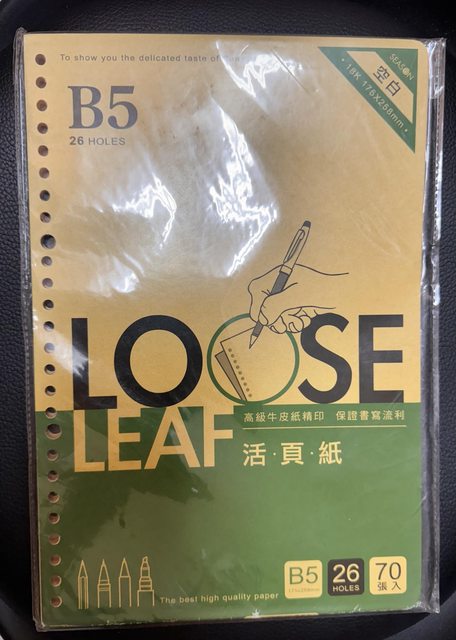 To show you the delicated taste of
SEASON
空白
18K 176X258mm
B5
26 HOLES
LOOSE
LEAF
高級牛皮紙精印 保證書寫流利
活·頁·紙
B5
26
HOLES
70
張入
The best high quality paper